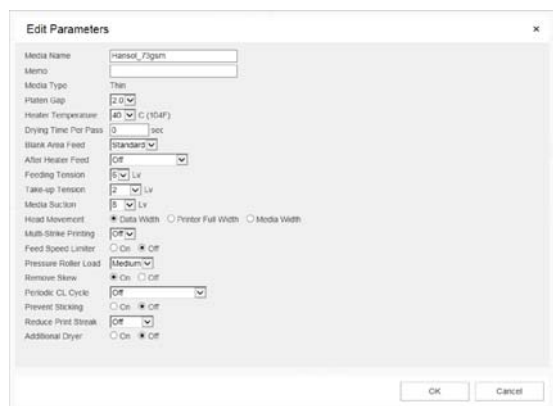 Edit Parameters ×
Media Name Hansol_73gsm
Memo
Media Type Thin
Platen Gap 2.0
Heater Temperature 40 C (104F)
Drying Time Per Pass 0 sec
Blank Area Feed Standard
After Heater Feed Off
Feeding Tension 5 Lv
Take-up Tension 2 Lv
Media Suction 8 Lv
Head Movement Data Width Printer Full Width Media Width
Multi-Strike Printing Off
Feed Speed Limiter On Off
Pressure Roller Load Medium
Remove Skew On Off
Periodic CL Cycle Off
Prevent Sticking On Off
Reduce Print Streak Off
Additional Dryer On Off
OK Cancel